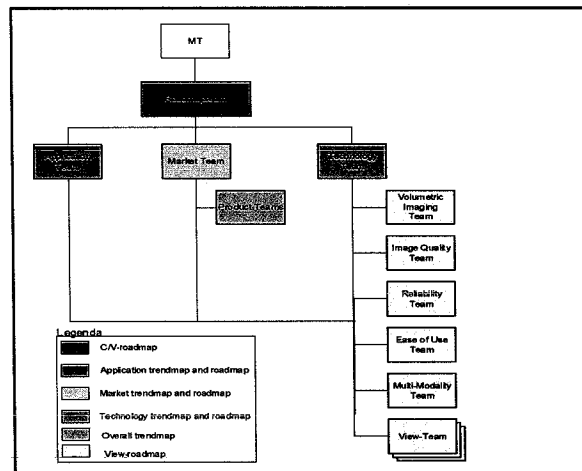 MT
Market Team
Product Teams
Volumetric
Imaging
Team
Image Quality
Team
Reliability
Team
Ease of Use
Team
Multi-Modality
Team
View-Team
Legenda
C/V-roadmap
Application trendmap and roadmap
Market trendmap and roadmap
Technology trendmap and roadmap
Overall trendmap
View-roadmap